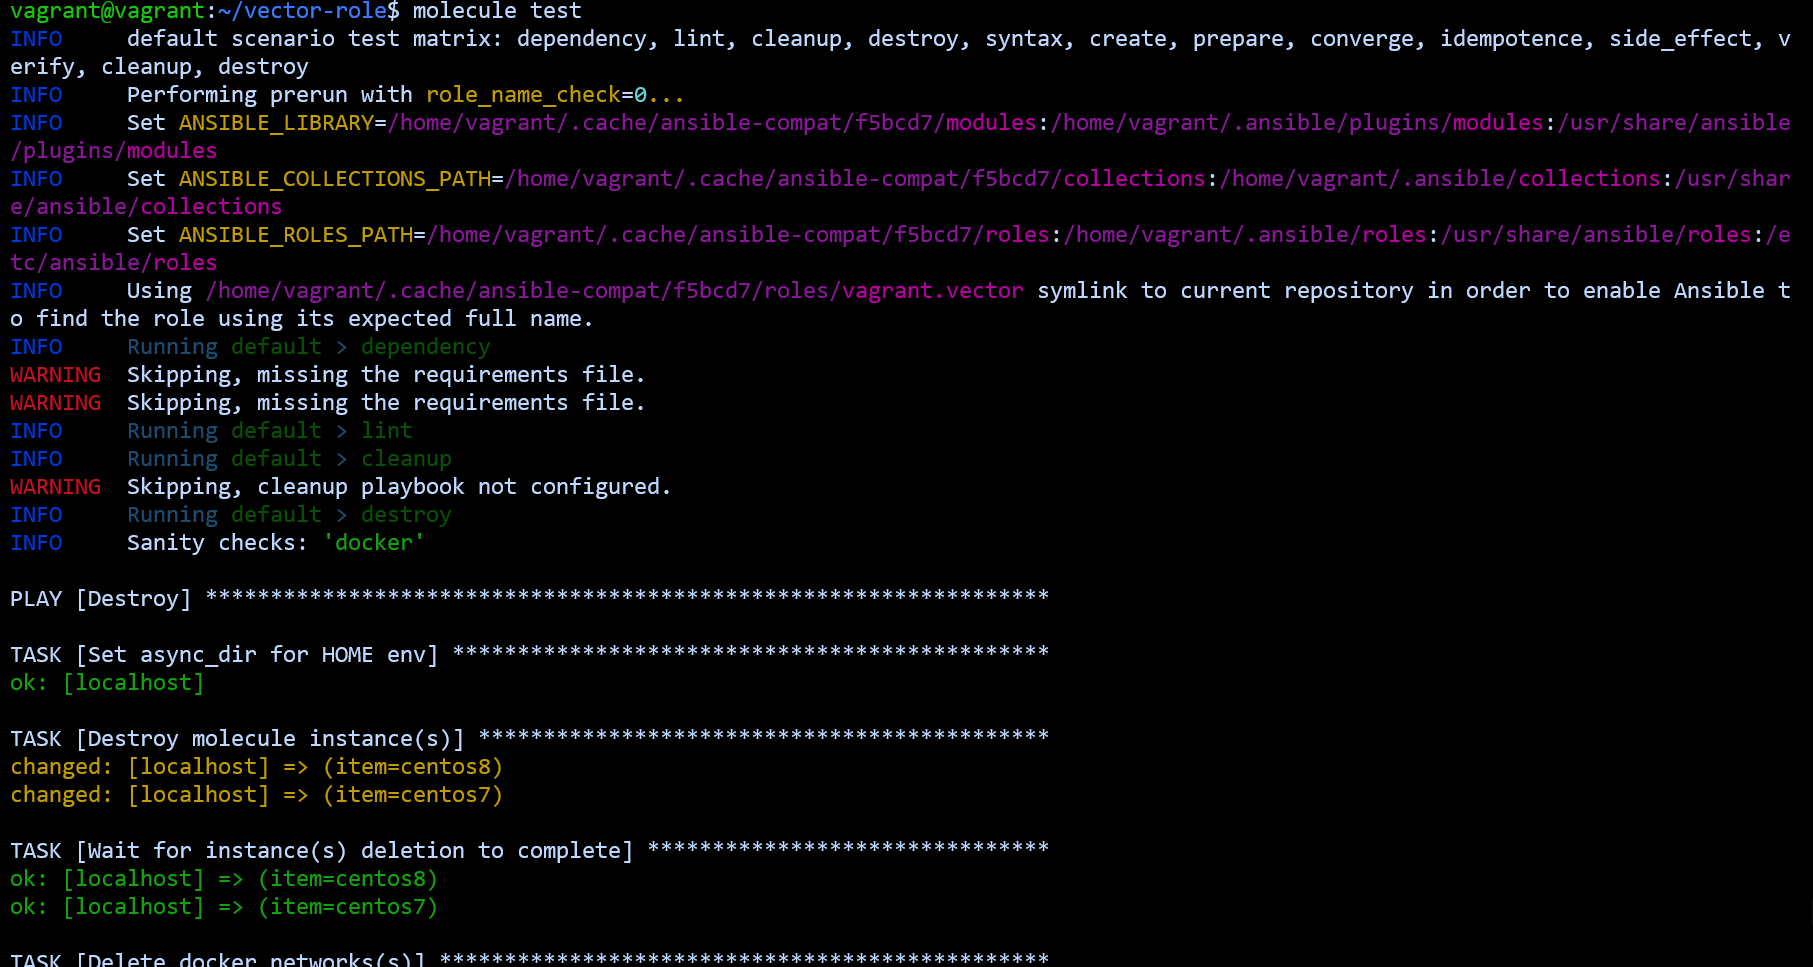 vagrant@vagrant:~/vector-role$ molecule test
INFO     default scenario test matrix: dependency, lint, cleanup, destroy, syntax, create, prepare, converge, idempotence, side_effect, v
erify, cleanup, destroy
INFO     Performing prerun with role_name_check=0...
INFO     Set ANSIBLE_LIBRARY=/home/vagrant/.cache/ansible-compat/f5bcd7/modules:/home/vagrant/.ansible/plugins/modules:/usr/share/ansible
/plugins/modules
INFO     Set ANSIBLE_COLLECTIONS_PATH=/home/vagrant/.cache/ansible-compat/f5bcd7/collections:/home/vagrant/.ansible/collections:/usr/shar
e/ansible/collections
INFO     Set ANSIBLE_ROLES_PATH=/home/vagrant/.cache/ansible-compat/f5bcd7/roles:/home/vagrant/.ansible/roles:/usr/share/ansible/roles:/e
tc/ansible/roles
INFO     Using /home/vagrant/.cache/ansible-compat/f5bcd7/roles/vagrant.vector symlink to current repository in order to enable Ansible t
o find the role using its expected full name.
INFO     Running default > dependency
WARNING  Skipping, missing the requirements file.
WARNING  Skipping, missing the requirements file.
INFO     Running default > lint
INFO     Running default > cleanup
WARNING  Skipping, cleanup playbook not configured.
INFO     Running default > destroy
INFO     Sanity checks: 'docker'
PLAY [Destroy] *****************************************************************
TASK [Set async_dir for HOME env] **********************************************
ok: [localhost]
TASK [Destroy molecule instance(s)] ********************************************
changed: [localhost] => (item=centos8)
changed: [localhost] => (item=centos7)
TASK [Wait for instance(s) deletion to complete] *******************************
ok: [localhost] => (item=centos8)
ok: [localhost] => (item=centos7)
TASK [Delete docker networks(s)] ***********************************************